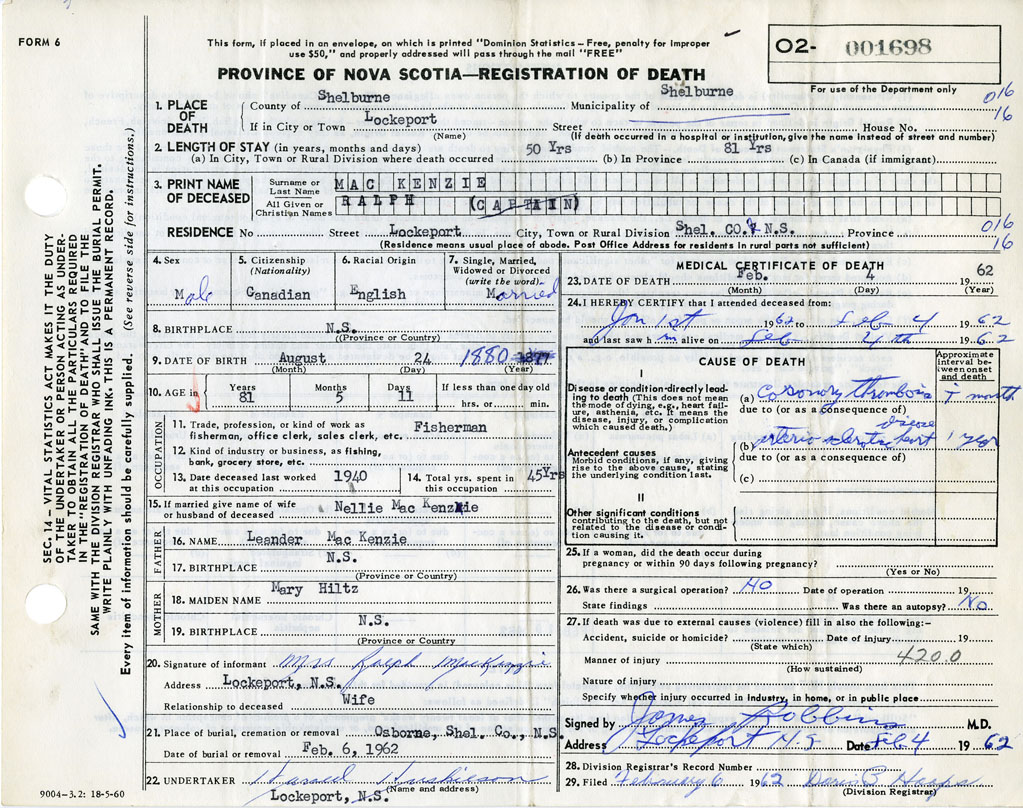 FORM 6
This form, if placed in an envelope, on which is printed "Dominion Statistics – Free, penalty for improper
use $50," and properly addressed will pass through the mail "FREE"
02- 001698
PROVINCE OF NOVA SCOTIA—REGISTRATION OF DEATH
For use of the Department only
1. PLACE OF DEATH County of Shelburne Municipality of Shelburne 016
If in City or Town Lockeport Street House No. 16
(Name) (If death occurred in a hospital or institution, give the name instead of street and number)
2. LENGTH OF STAY (in years, months and days)
(a) In City, Town or Rural Division where death occurred 50 Yrs (b) In Province 81 Yrs (c) In Canada (if immigrant)
3. PRINT NAME OF DECEASED Surname or Last Name MAC KENZIE
All Given or Christian Names RALPH (CAPTAIN)
RESIDENCE No Street Lockeport City, Town or Rural Division Shel. CO., N.S. Province 016
(Residence means usual place of abode. Post Office Address for residents in rural parts not sufficient) 16
4. Sex Male
5. Citizenship (Nationality) Canadian
6. Racial Origin English
7. Single, Married, Widowed or Divorced (write the word) Married
8. BIRTHPLACE N.S.
(Province or Country)
9. DATE OF BIRTH August 24 1880 1877
(Month) (Day) (Year)
10. AGE in Years 81 Months 5 Days 11 If less than one day old hrs. or min.
OCCUPATION
11. Trade, profession, or kind of work as fisherman, office clerk, sales clerk, etc. Fisherman
12. Kind of industry or business, as fishing, bank, grocery store, etc.
13. Date deceased last worked at this occupation 1940
14. Total yrs. spent in this occupation 45Yrs
15. If married give name of wife or husband of deceased Nellie Mac Kenzie
FATHER
16. NAME Leander Mac Kenzie
17. BIRTHPLACE N.S.
(Province or Country)
MOTHER
18. MAIDEN NAME Mary Hiltz
19. BIRTHPLACE N.S.
(Province or Country)
20. Signature of informant Mrs Ralph MacKenzie
Address Lockeport, N.S.
Relationship to deceased Wife
21. Place of burial, cremation or removal Osborne, Shel. Co., N.S.
Date of burial or removal Feb. 6, 1962
22. UNDERTAKER
(Name and address)
Lockeport, N.S.
MEDICAL CERTIFICATE OF DEATH
23. DATE OF DEATH Feb. 4 1962
(Month) (Day) (Year)
24. I HEREBY CERTIFY that I attended deceased from:
Jan 1st 1962 to Feb 4 1962
and last saw him alive on Feb 4th 1962
CAUSE OF DEATH
Approximate interval between onset and death
I
Disease or condition directly leading to death (This does not mean the mode of dying, e.g., heart failure, asthenia, etc. It means the disease, injury, or complication which caused death.)
(a) Coronary thrombosis 1 month
due to (or as a consequence of)
Antecedent causes
Morbid conditions, if any, giving rise to the above cause, stating the underlying condition last.
(b) arterio sclerotic heart disease 1 year
due to (or as a consequence of)
(c)
II
Other significant conditions
contributing to the death, but not related to the disease or condition causing it.
25. If a woman, did the death occur during
pregnancy or within 90 days following pregnancy?
(Yes or No)
26. Was there a surgical operation? NO Date of operation 19
State findings Was there an autopsy? No.
27. If death was due to external causes (violence) fill in also the following:-
Accident, suicide or homicide? Date of injury 19
(State which)
Manner of injury 420.0
(How sustained)
Nature of injury
Specify whether injury occurred in industry, in home, or in public place
Signed by James Robbins M.D.
Address Lockeport N.S Date Feb 4 1962
28. Division Registrar's Record Number
29. Filed February 6 1962 Doris B
(Division Registrar)
SEC. 14 – VITAL STATISTICS ACT MAKES IT THE DUTY
OF THE UNDERTAKER OR PERSON ACTING AS UNDER-
TAKER TO OBTAIN ALL THE PARTICULARS REQUIRED
IN THE "REGISTRATION OF DEATH" AND TO FILE THE
SAME WITH THE DIVISION REGISTRAR WHO SHALL ISSUE THE BURIAL PERMIT.
WRITE PLAINLY WITH UNFADING INK. THIS IS A PERMANENT RECORD.
Every item of information should be carefully supplied. (See reverse side for instructions.)
9004–3.2: 18-5-60